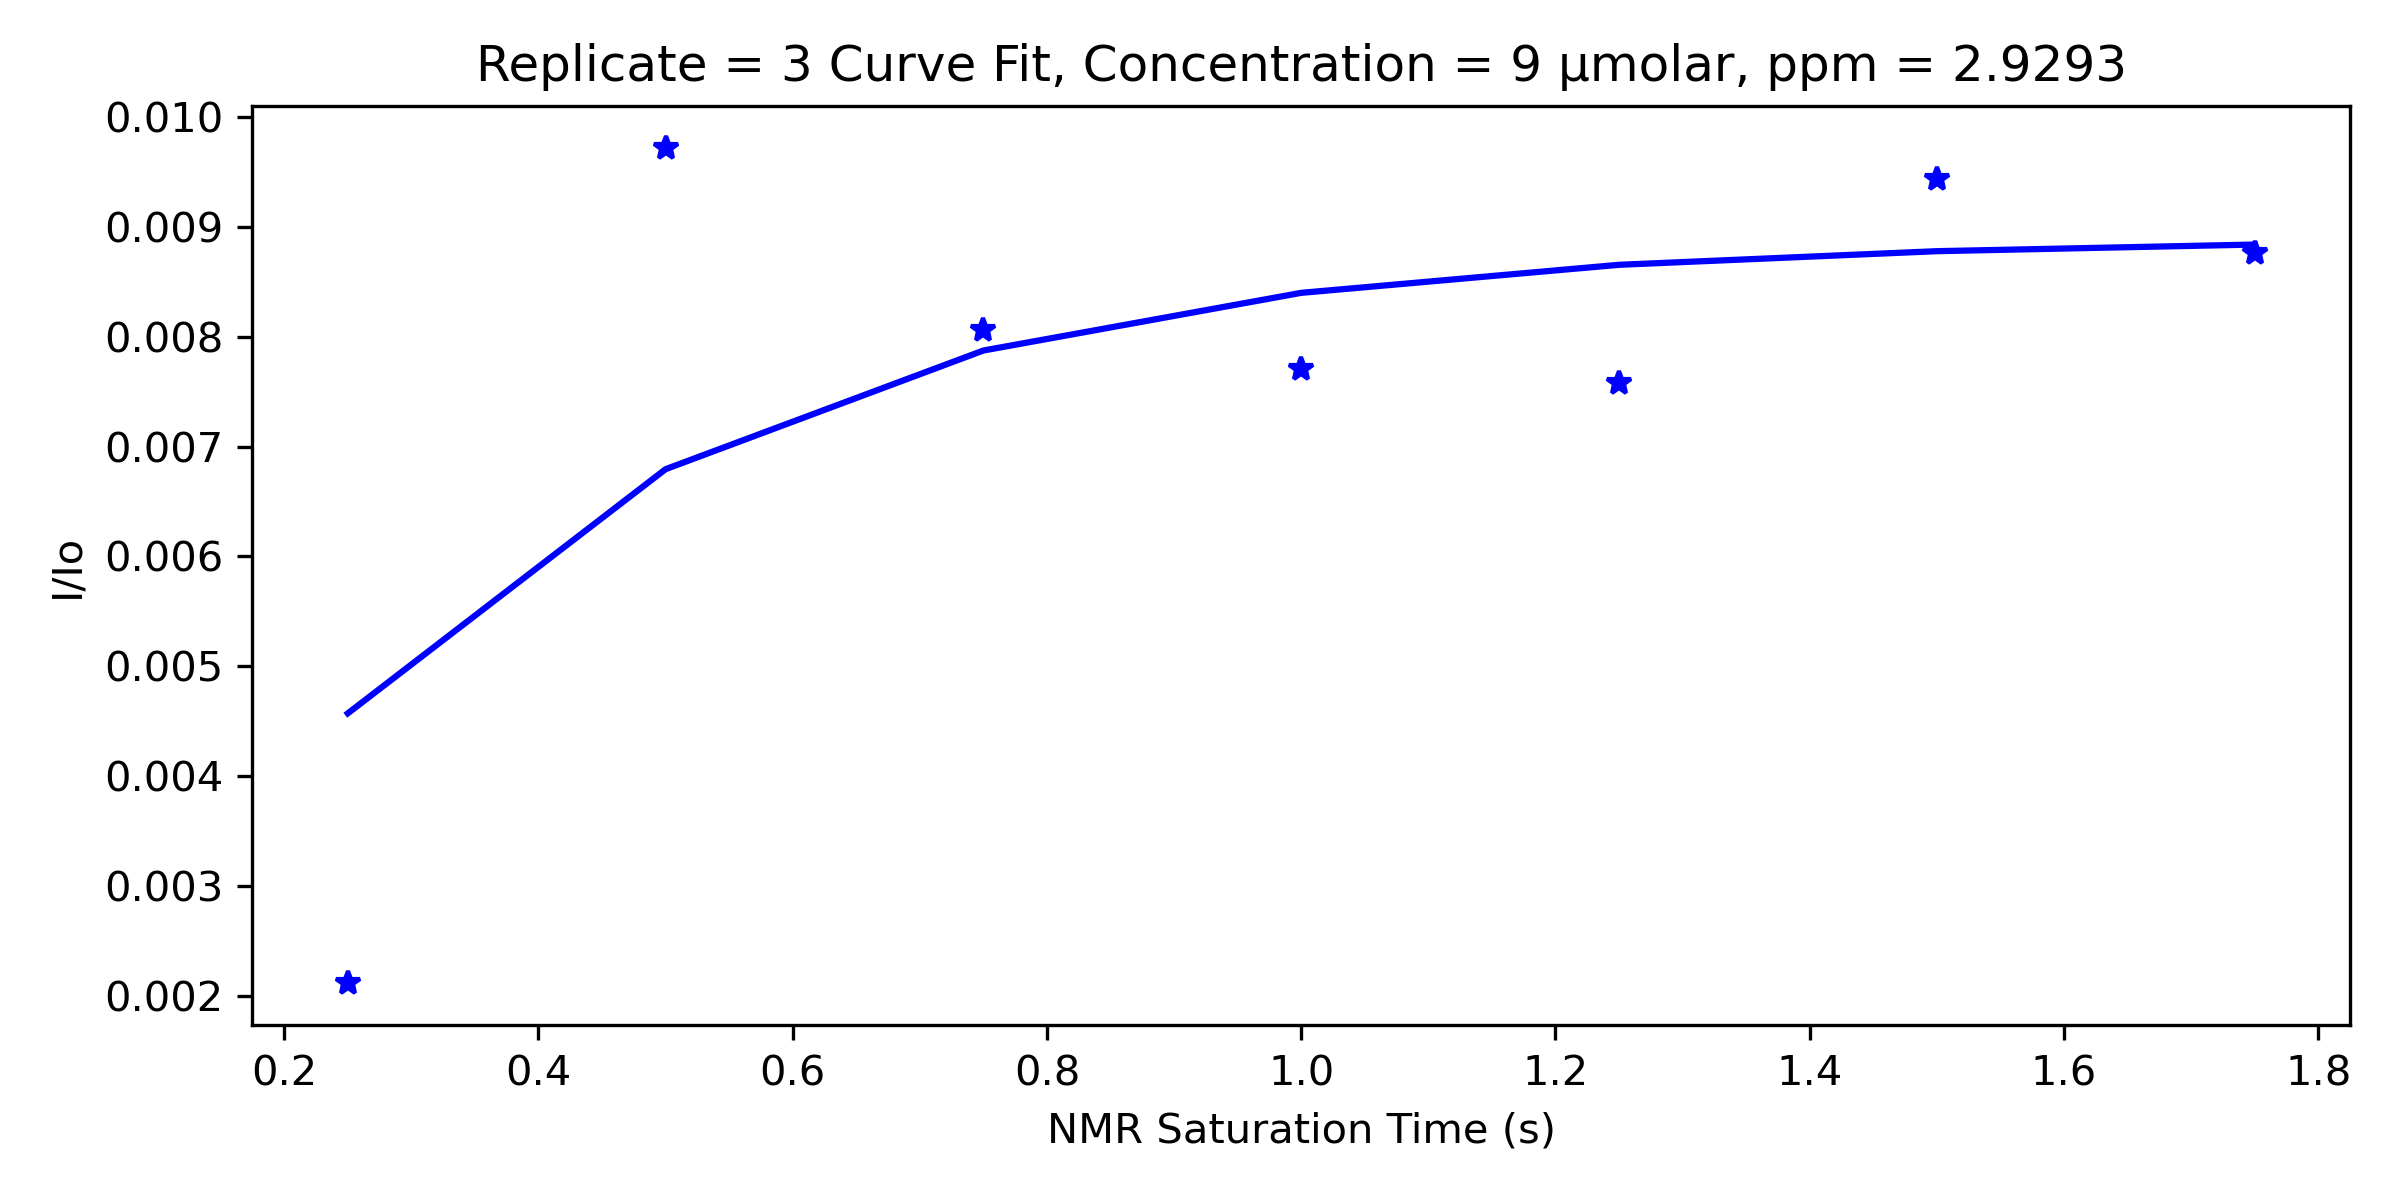 Replicate = 3 Curve Fit, Concentration = 9 µmolar, ppm = 2.9293
0.010
0.009
0.008
0.007
0.006
0.005
0.004
0.003
0.002
I/Io
0.2 0.4 0.6 0.8 1.0 1.2 1.4 1.6 1.8
NMR Saturation Time (s)